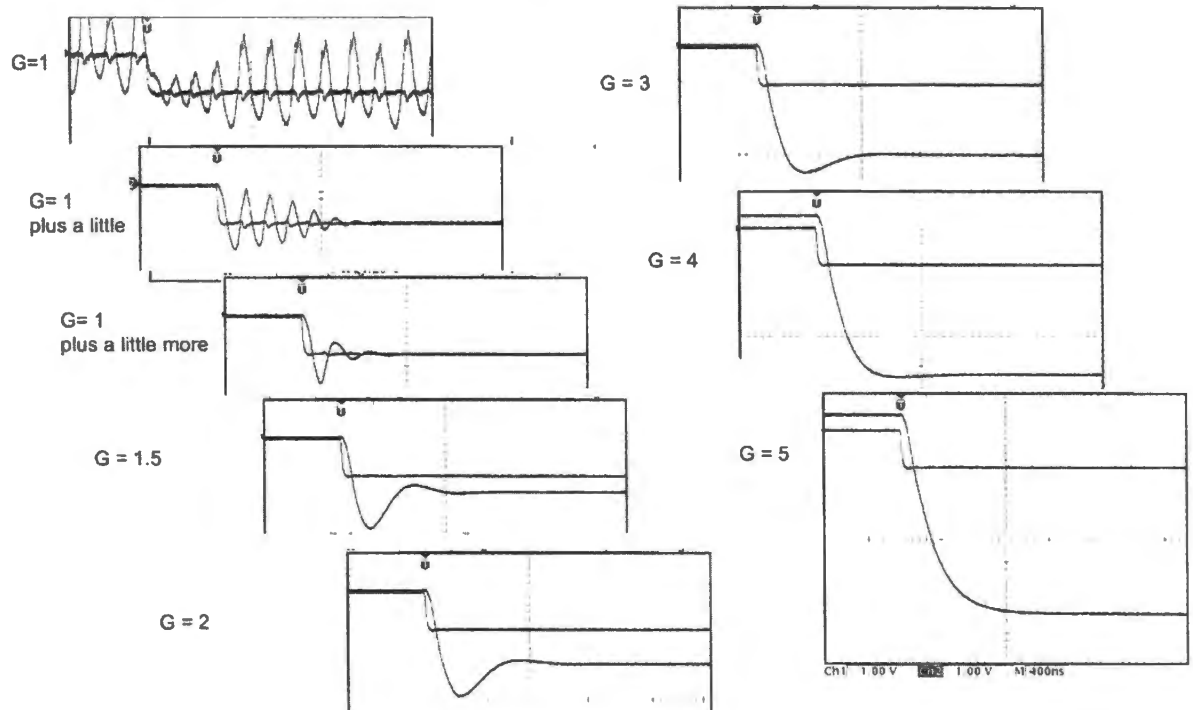 G=1
G= 1
plus a little
G= 1
plus a little more
G = 1.5
G = 2
G = 3
G = 4
G = 5
Ch1 1.00 V Ch2 1.00 V M 400ns